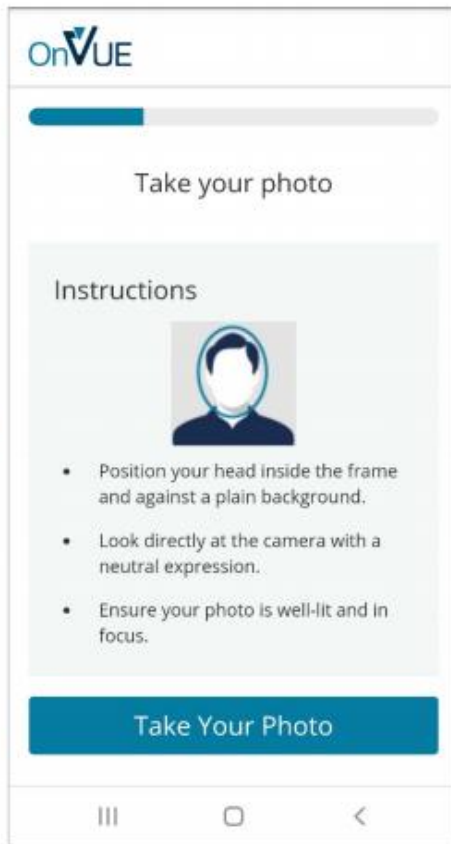 OnVUE
Take your photo
Instructions
• Position your head inside the frame
and against a plain background.
• Look directly at the camera with a
neutral expression.
• Ensure your photo is well-lit and in
focus.
Take Your Photo